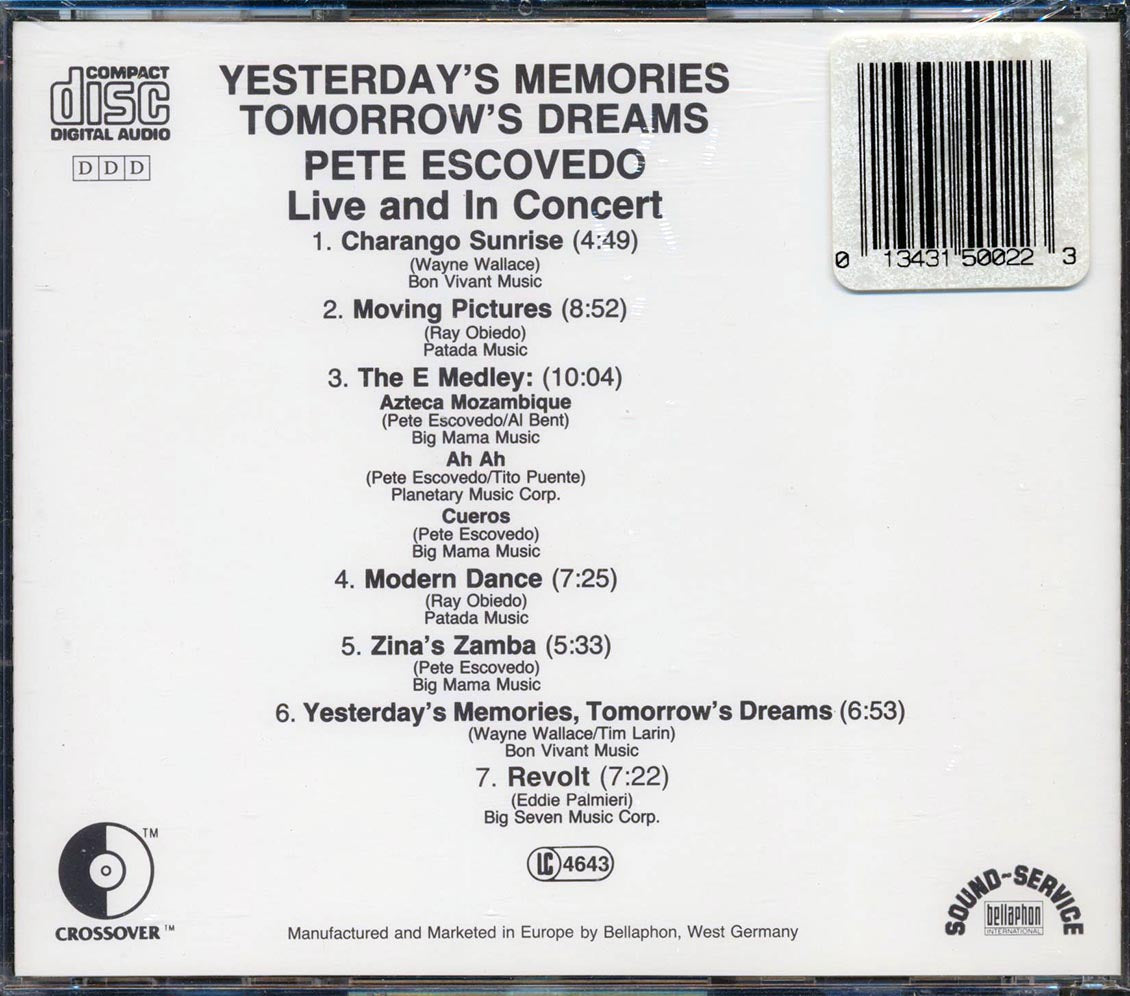 COMPACT
disc
DIGITAL AUDIO
D D D
YESTERDAY'S MEMORIES
TOMORROW'S DREAMS
PETE ESCOVEDO
Live and In Concert
1. Charango Sunrise (4:49)
(Wayne Wallace)
Bon Vivant Music
2. Moving Pictures (8:52)
(Ray Obiedo)
Patada Music
3. The E Medley: (10:04)
Azteca Mozambique
(Pete Escovedo/Al Bent)
Big Mama Music
Ah Ah
(Pete Escovedo/Tito Puente)
Planetary Music Corp.
Cueros
(Pete Escovedo)
Big Mama Music
4. Modern Dance (7:25)
(Ray Obiedo)
Patada Music
5. Zina's Zamba (5:33)
(Pete Escovedo)
Big Mama Music
6. Yesterday's Memories, Tomorrow's Dreams (6:53)
(Wayne Wallace/Tim Larin)
Bon Vivant Music
7. Revolt (7:22)
(Eddie Palmieri)
Big Seven Music Corp.
0 13431 50022 3
LC 4643
TM
CROSSOVER TM
Manufactured and Marketed in Europe by Bellaphon, West Germany
SOUND~SERVICE
bellaphon
INTERNATIONAL